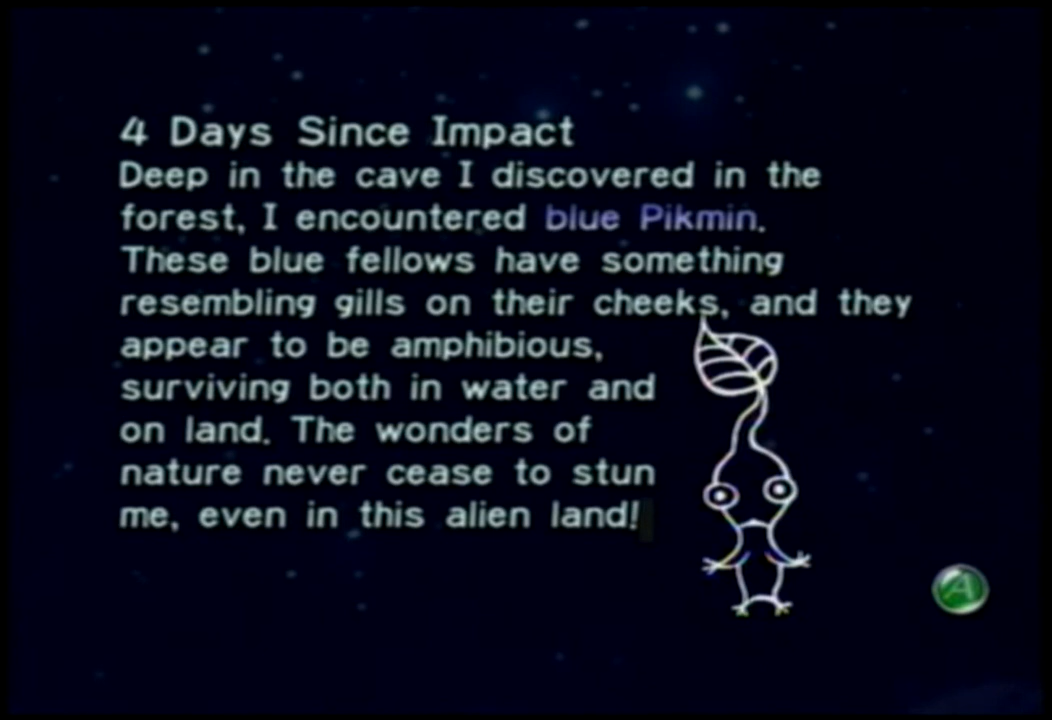 4 Days Since Impact
Deep in the cave I discovered in the
forest, I encountered blue Pikmin.
These blue fellows have something
resembling gills on their cheeks, and they
appear to be amphibious,
surviving both in water and
on land. The wonders of
nature never cease to stun
me, even in this alien land!
A